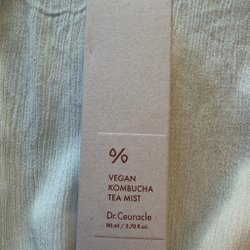 %
VEGAN
KOMBUCHA
TEA MIST
Dr.Ceuracle
80 ml / 2.70 fl.oz.